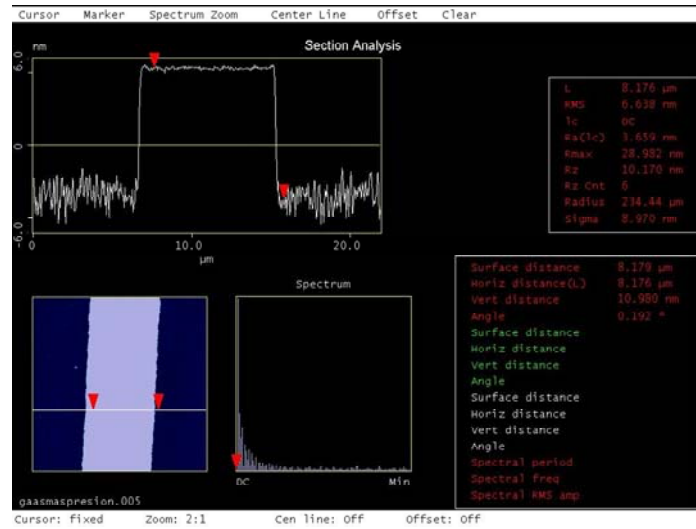 Cursor Marker Spectrum Zoom Center Line Offset Clear
Section Analysis
nm
6.0
0
-6.0
0 10.0 20.0
µm
L 8.176 µm
RMS 6.638 nm
lc DC
Ra(lc) 3.659 nm
Rmax 28.982 nm
Rz 10.170 nm
Rz Cnt 6
Radius 234.44 µm
Sigma 8.970 nm
Surface distance 8.179 µm
Horiz distance(L) 8.176 µm
Vert distance 10.980 nm
Angle 0.192 °
Surface distance
Horiz distance
Vert distance
Angle
Surface distance
Horiz distance
Vert distance
Angle
Spectral period
Spectral freq
Spectral RMS amp
Spectrum
DC Min
gaasmaspresion.005
Cursor: fixed Zoom: 2:1 Cen line: Off Offset: Off